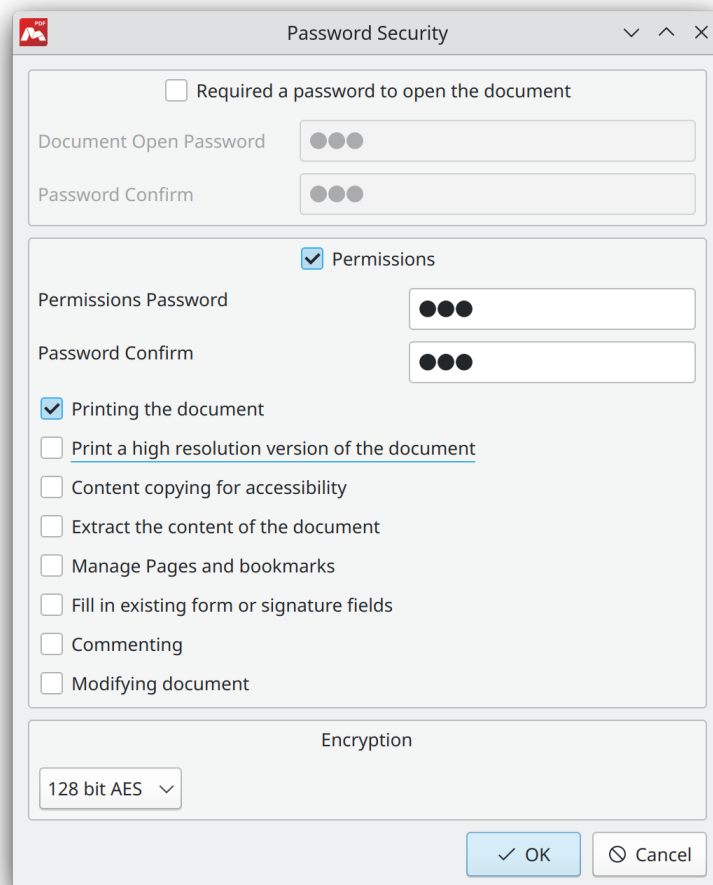 PDF
Password Security
Required a password to open the document
Document Open Password ●●●
Password Confirm ●●●
Permissions
Permissions Password ●●●
Password Confirm ●●●
Printing the document
Print a high resolution version of the document
Content copying for accessibility
Extract the content of the document
Manage Pages and bookmarks
Fill in existing form or signature fields
Commenting
Modifying document
Encryption
128 bit AES
OK Cancel